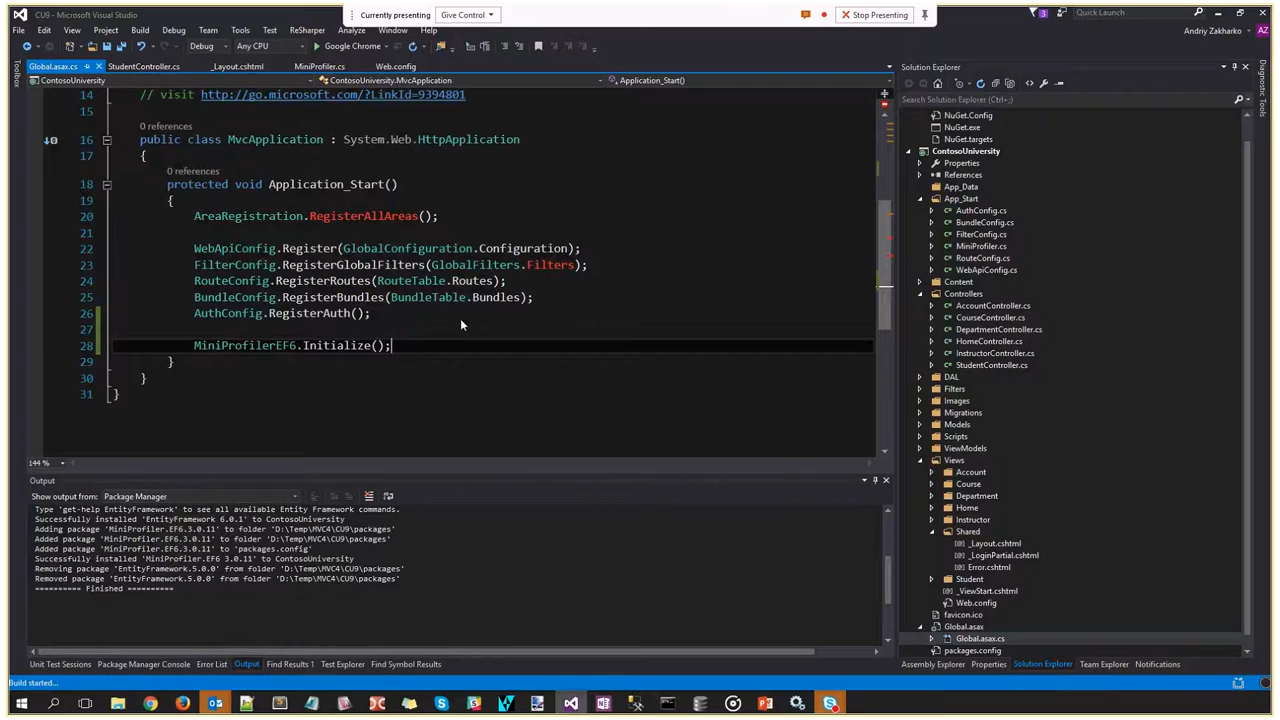 CU9 - Microsoft Visual Studio
Currently presenting
Give Control
Stop Presenting
3
Quick Launch
File Edit View Project Build Debug Team Tools Test ReSharper Analyze Window Help
Andriy Zakharko
AZ
Debug
Any CPU
Google Chrome
Global.asax.cs
StudentController.cs
_Layout.cshtml
MiniProfiler.cs
Web.config
ContosoUniversity
ContosoUniversity.MvcApplication
Application_Start()
Toolbox
14 // visit http://go.microsoft.com/?LinkId=9394801
15
0 references
16 public class MvcApplication : System.Web.HttpApplication
17 {
0 references
18 protected void Application_Start()
19 {
20 AreaRegistration.RegisterAllAreas();
21
22 WebApiConfig.Register(GlobalConfiguration.Configuration);
23 FilterConfig.RegisterGlobalFilters(GlobalFilters.Filters);
24 RouteConfig.RegisterRoutes(RouteTable.Routes);
25 BundleConfig.RegisterBundles(BundleTable.Bundles);
26 AuthConfig.RegisterAuth();
27
28 MiniProfilerEF6.Initialize();
29 }
30 }
31 }
144 %
Output
Show output from: Package Manager
Type 'get-help EntityFramework' to see all available Entity Framework commands.
Successfully installed 'EntityFramework 6.0.1' to ContosoUniversity
Adding package 'MiniProfiler.EF6.3.0.11' to folder 'D:\Temp\MVC4\CU9\packages'
Added package 'MiniProfiler.EF6.3.0.11' to folder 'D:\Temp\MVC4\CU9\packages'
Added package 'MiniProfiler.EF6.3.0.11' to 'packages.config'
Successfully installed 'MiniProfiler.EF6 3.0.11' to ContosoUniversity
Removing package 'EntityFramework.5.0.0' from folder 'D:\Temp\MVC4\CU9\packages'
Removed package 'EntityFramework.5.0.0' from folder 'D:\Temp\MVC4\CU9\packages'
========== Finished ==========
Unit Test Sessions
Package Manager Console
Error List
Output
Find Results 1
Test Explorer
Find Symbol Results
Build started...
Solution Explorer
Search Solution Explorer (Ctrl+;)
NuGet.Config
NuGet.exe
NuGet.targets
ContosoUniversity
Properties
References
App_Data
App_Start
AuthConfig.cs
BundleConfig.cs
FilterConfig.cs
MiniProfiler.cs
RouteConfig.cs
WebApiConfig.cs
Content
Controllers
AccountController.cs
CourseController.cs
DepartmentController.cs
HomeController.cs
InstructorController.cs
StudentController.cs
DAL
Filters
Images
Migrations
Models
Scripts
ViewModels
Views
Account
Course
Department
Home
Instructor
Shared
_Layout.cshtml
_LoginPartial.cshtml
Error.cshtml
Student
_ViewStart.cshtml
Web.config
favicon.ico
Global.asax
Global.asax.cs
packages.config
Assembly Explorer
Properties
Solution Explorer
Team Explorer
Notifications
Diagnostic Tools